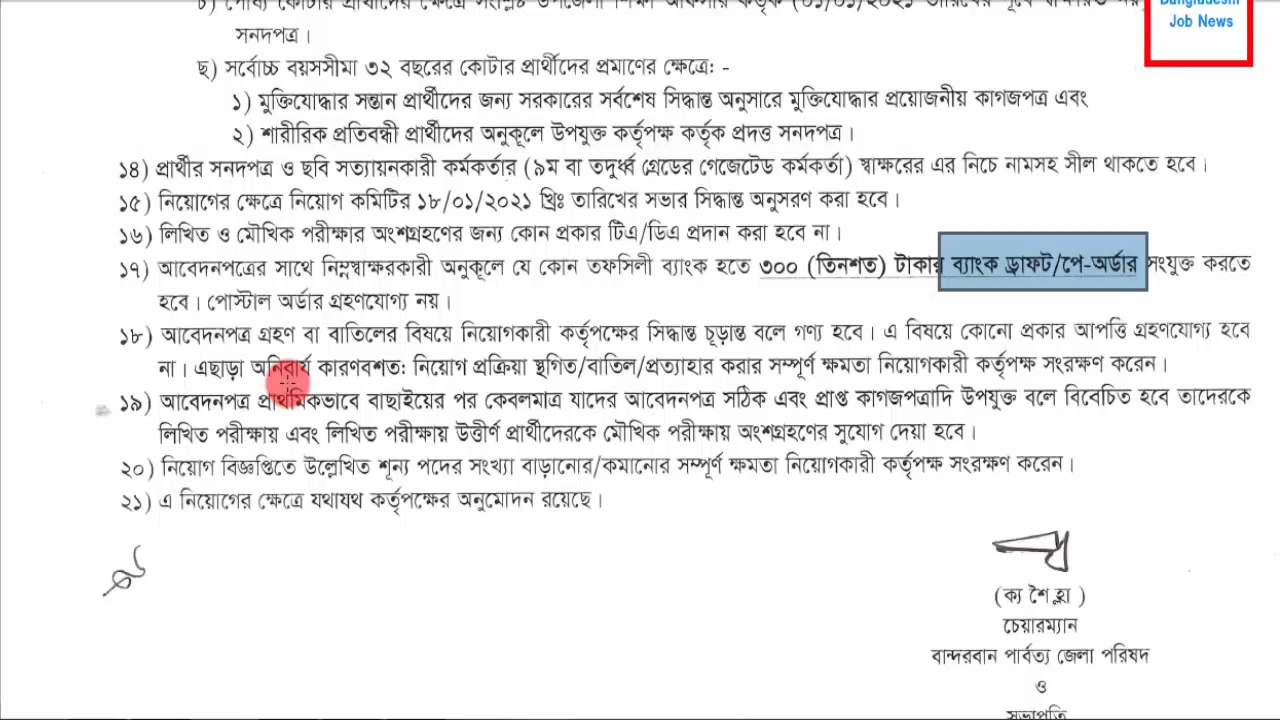 Bangladeshi
Job News
সনদপত্র।
ছ) সর্বোচ্চ বয়সসীমা ৩২ বছরের কোটার প্রার্থীদের প্রমাণের ক্ষেত্রে: -
১) মুক্তিযোদ্ধার সন্তান প্রার্থীদের জন্য সরকারের সর্বশেষ সিদ্ধান্ত অনুসারে মুক্তিযোদ্ধার প্রয়োজনীয় কাগজপত্র এবং
২) শারীরিক প্রতিবন্ধী প্রার্থীদের অনুকূলে উপযুক্ত কর্তৃপক্ষ কর্তৃক প্রদত্ত সনদপত্র।
১৪) প্রার্থীর সনদপত্র ও ছবি সত্যায়নকারী কর্মকর্তার (৯ম বা তদুর্ধ্ব গ্রেডের গেজেটেড কর্মকর্তা) স্বাক্ষরের এর নিচে নামসহ সীল থাকতে হবে।
১৫) নিয়োগের ক্ষেত্রে নিয়োগ কমিটির ১৮/০১/২০২১ খ্রিঃ তারিখের সভার সিদ্ধান্ত অনুসরণ করা হবে।
১৬) লিখিত ও মৌখিক পরীক্ষার অংশগ্রহণের জন্য কোন প্রকার টিএ/ডিএ প্রদান করা হবে না।
১৭) আবেদনপত্রের সাথে নিম্নস্বাক্ষরকারী অনুকূলে যে কোন তফসিলী ব্যাংক হতে ৩০০ (তিনশত) টাকার ব্যাংক ড্রাফট/পে-অর্ডার সংযুক্ত করতে
হবে। পোস্টাল অর্ডার গ্রহণযোগ্য নয়।
১৮) আবেদনপত্র গ্রহণ বা বাতিলের বিষয়ে নিয়োগকারী কর্তৃপক্ষের সিদ্ধান্ত চূড়ান্ত বলে গণ্য হবে। এ বিষয়ে কোনো প্রকার আপত্তি গ্রহণযোগ্য হবে
না। এছাড়া অনিবার্য কারণবশত: নিয়োগ প্রক্রিয়া স্থগিত/বাতিল/প্রত্যাহার করার সম্পূর্ণ ক্ষমতা নিয়োগকারী কর্তৃপক্ষ সংরক্ষণ করেন।
১৯) আবেদনপত্র প্রাথমিকভাবে বাছাইয়ের পর কেবলমাত্র যাদের আবেদনপত্র সঠিক এবং প্রাপ্ত কাগজপত্রাদি উপযুক্ত বলে বিবেচিত হবে তাদেরকে
লিখিত পরীক্ষায় এবং লিখিত পরীক্ষায় উত্তীর্ণ প্রার্থীদেরকে মৌখিক পরীক্ষায় অংশগ্রহণের সুযোগ দেয়া হবে।
২০) নিয়োগ বিজ্ঞপ্তিতে উল্লেখিত শূন্য পদের সংখ্যা বাড়ানোর/কমানোর সম্পূর্ণ ক্ষমতা নিয়োগকারী কর্তৃপক্ষ সংরক্ষণ করেন।
২১) এ নিয়োগের ক্ষেত্রে যথাযথ কর্তৃপক্ষের অনুমোদন রয়েছে।
(ক্য শৈ হ্লা )
চেয়ারম্যান
বান্দরবান পার্বত্য জেলা পরিষদ
ও
সভাপতি